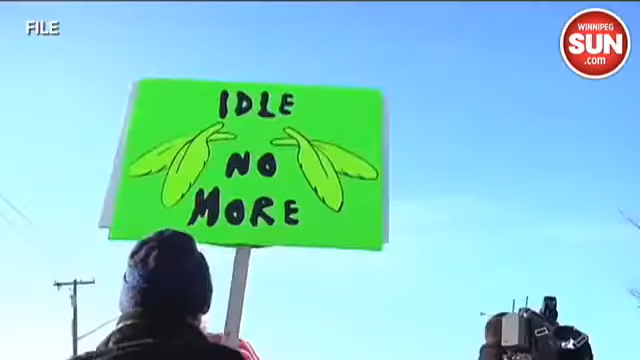 FILE
WINNIPEG
SUN
.com
IDLE
NO
MORE